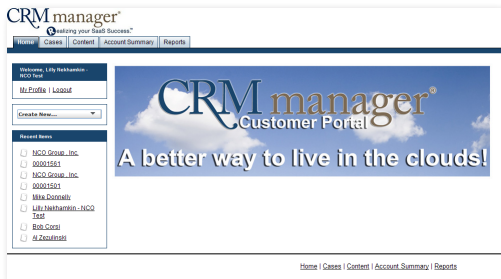 CRM manager®
Realizing your SaaS Success.™
Home Cases Content Account Summary Reports
Welcome, Lilly Nekhamkin - NCO Test
My Profile | Logout
Create New...
Recent Items
NCO Group , Inc.
00001561
NCO Group , Inc.
00001501
Mike Donnelly
Lilly Nekhamkin - NCO
Test
Bob Corsi
Al Zezulinski
CRM manager®
Customer Portal
A better way to live in the clouds!
Home | Cases | Content | Account Summary | Reports